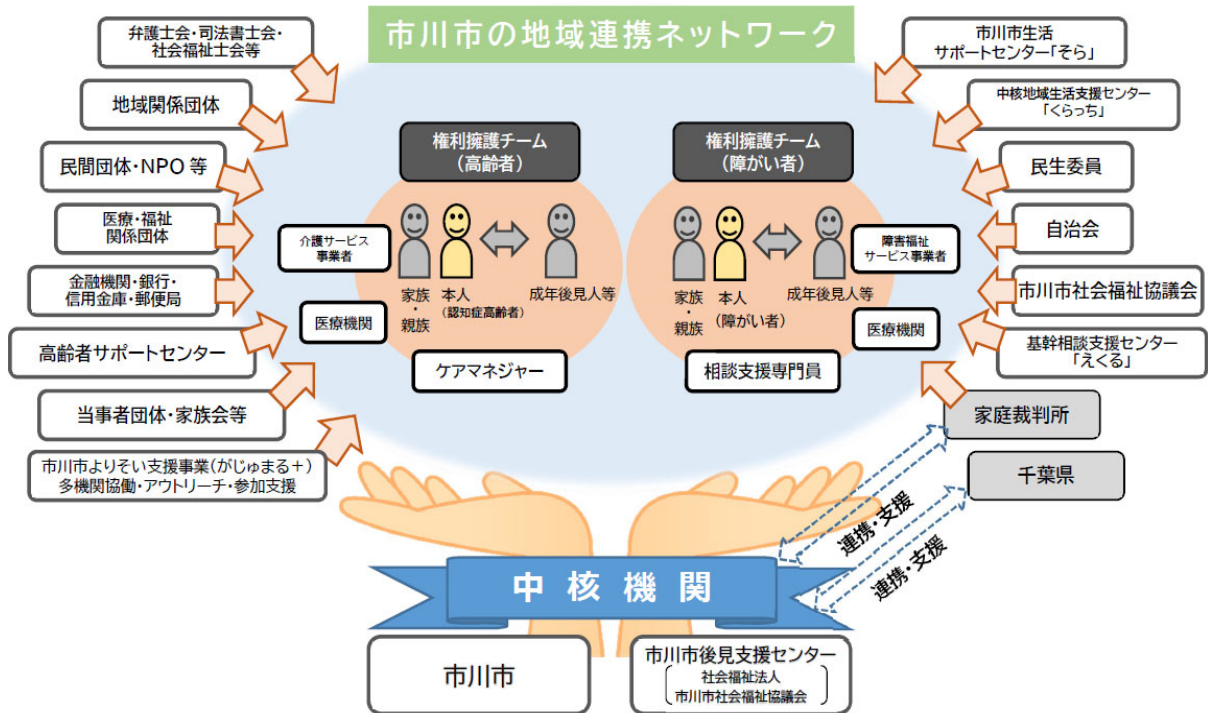 市川市の地域連携ネットワーク
弁護士会・司法書士会・
社会福祉士会等
地域関係団体
民間団体・NPO 等
医療・福祉
関係団体
金融機関・銀行・
信用金庫・郵便局
高齢者サポートセンター
当事者団体・家族会等
市川市よりそい支援事業(がじゅまる+)
多機関協働・アウトリーチ・参加支援
権利擁護チーム
(高齢者)
介護サービス
事業者
医療機関
家族
・
親族
本人
(認知症高齢者)
成年後見人等
ケアマネジャー
権利擁護チーム
(障がい者)
家族
・
親族
本人
(障がい者)
成年後見人等
障害福祉
サービス事業者
医療機関
相談支援専門員
市川市生活
サポートセンター「そら」
中核地域生活支援センター
「くらっち」
民生委員
自治会
市川市社会福祉協議会
基幹相談支援センター
「えくる」
家庭裁判所
千葉県
連携・支援
連携・支援
中核機関
市川市
市川市後見支援センター
社会福祉法人
市川市社会福祉協議会